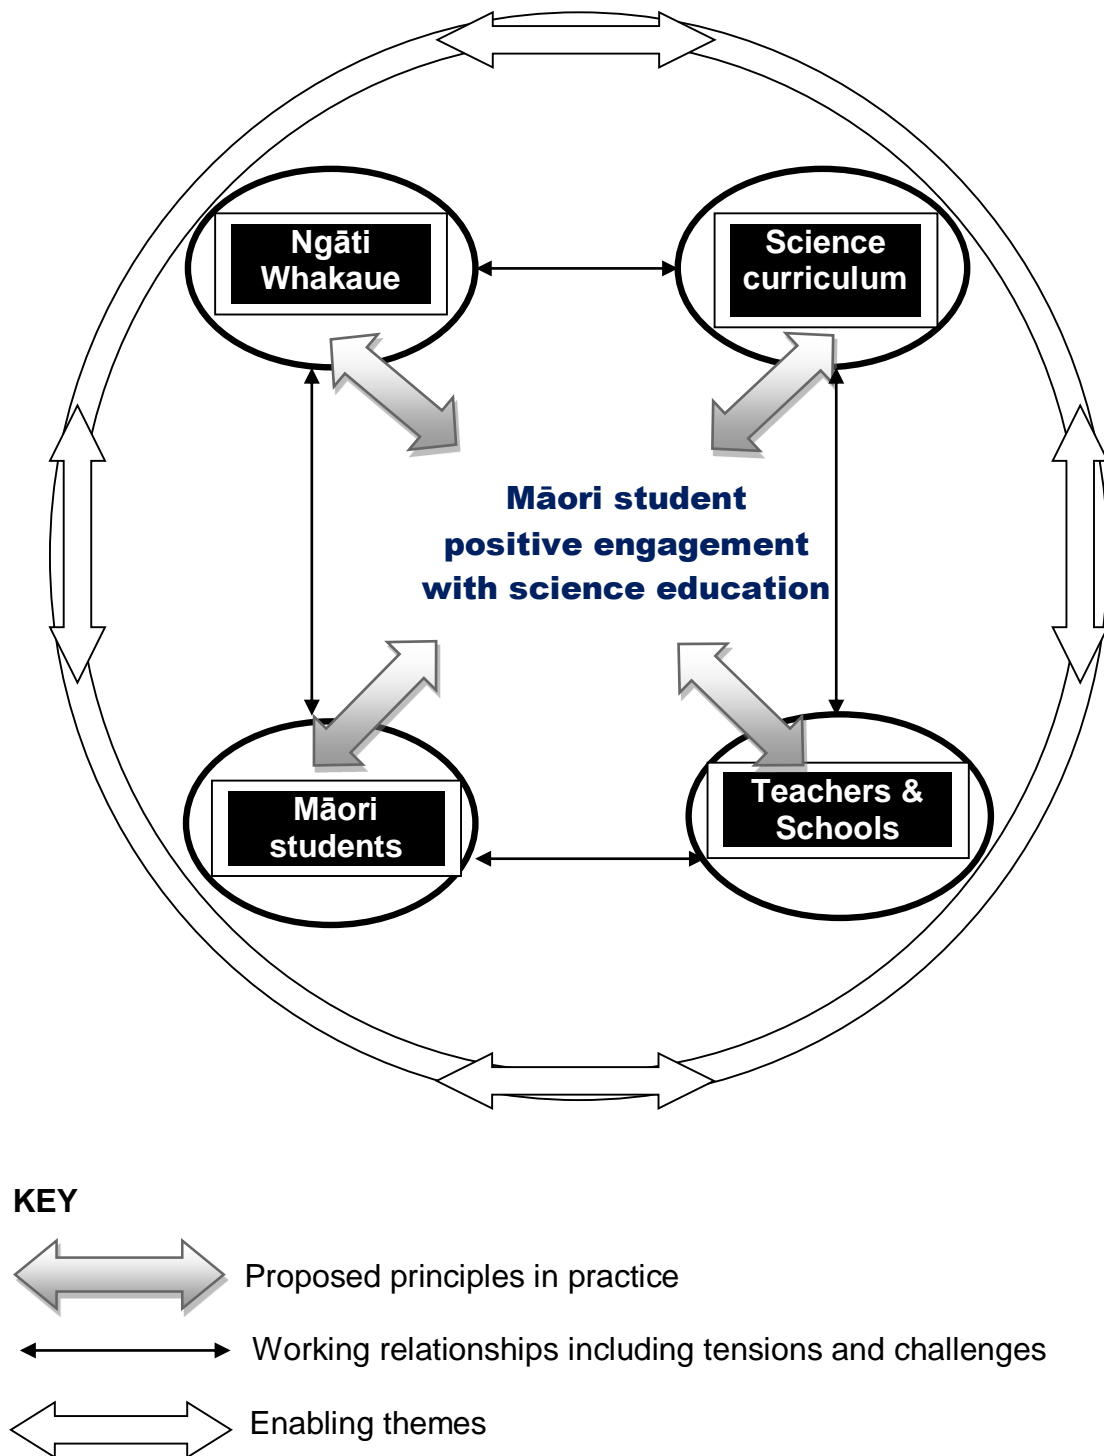 Ngāti
Whakaue
Science
curriculum
Māori student
positive engagement
with science education
Māori
students
Teachers &
Schools
KEY
Proposed principles in practice
Working relationships including tensions and challenges
Enabling themes